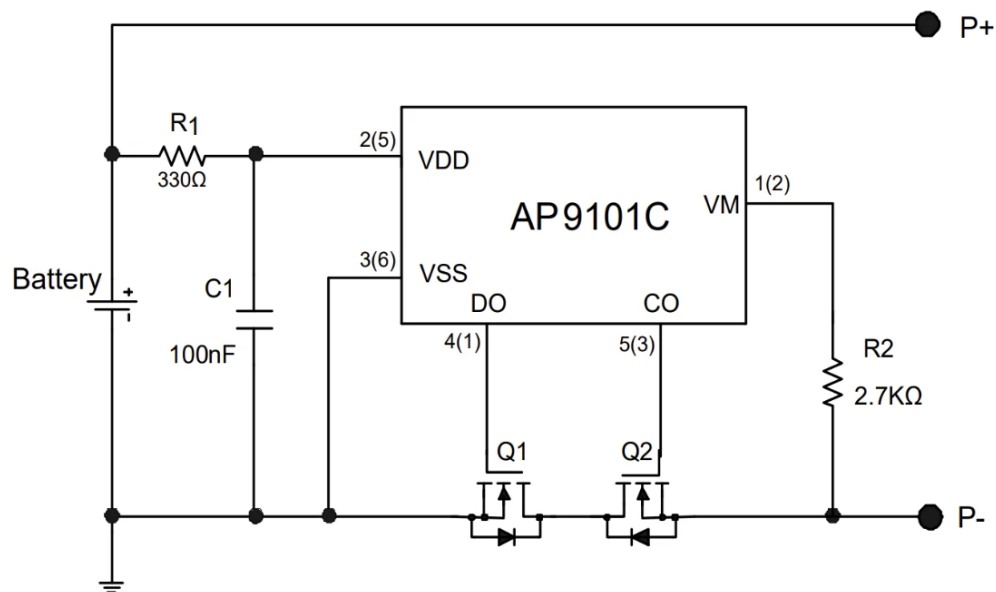 P+
R1
330Ω
2(5)
VDD
1(2)
VM
AP9101C
3(6)
VSS
Battery
+
-
C1
100nF
DO
CO
4(1)
5(3)
R2
2.7KΩ
Q1
Q2
P-